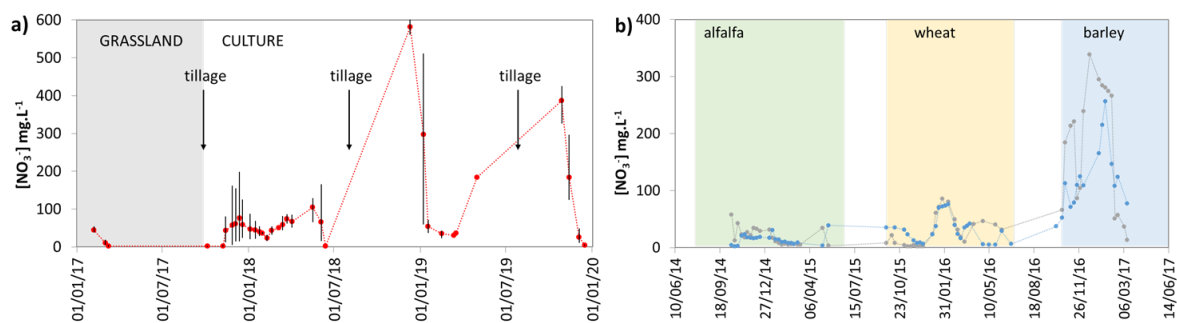 a)
[NO3-] mg.L-1
600
500
400
300
200
100
0
GRASSLAND
CULTURE
tillage
tillage
tillage
01/01/17
01/07/17
01/01/18
01/07/18
01/01/19
01/07/19
01/01/20
b)
[NO3-] mg.L-1
400
300
200
100
0
alfalfa
wheat
barley
10/06/14
18/09/14
27/12/14
06/04/15
15/07/15
23/10/15
31/01/16
10/05/16
18/08/16
26/11/16
06/03/17
14/06/17